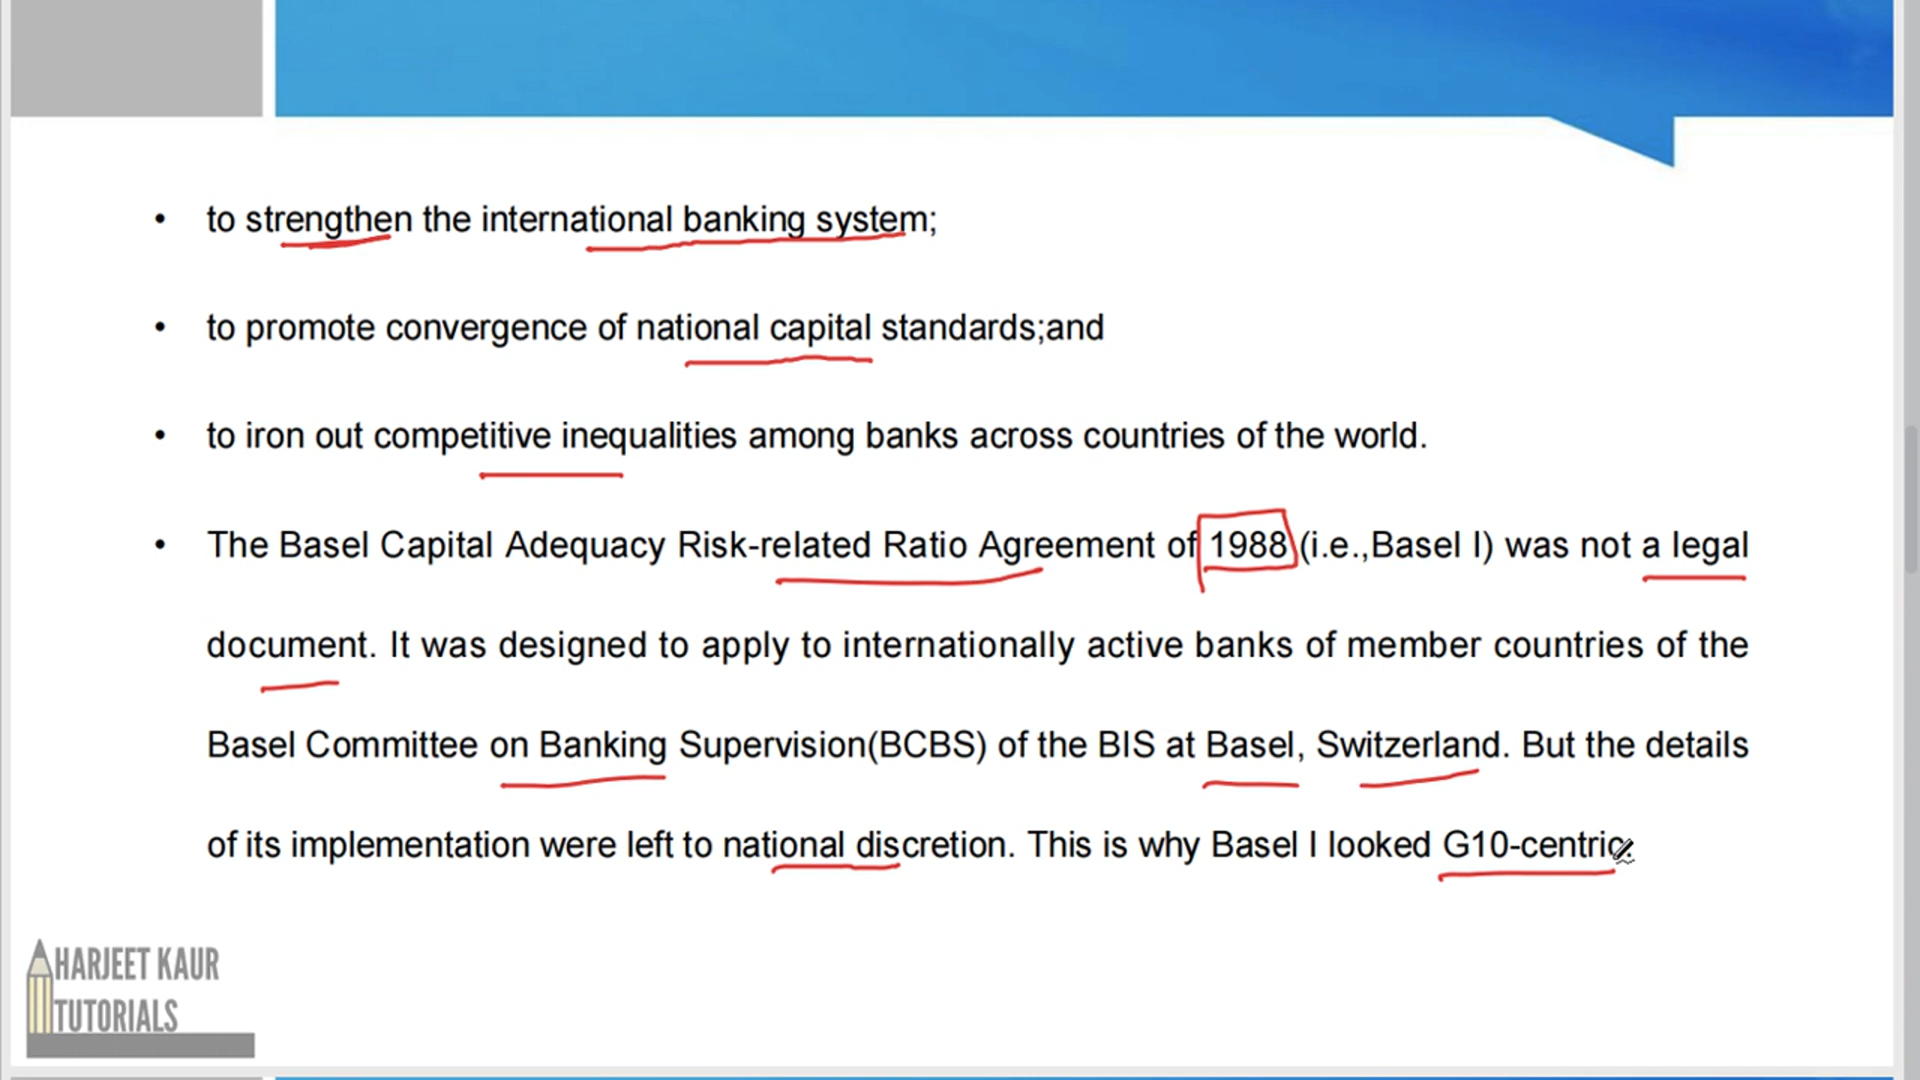 • to strengthen the international banking system;
• to promote convergence of national capital standards;and
• to iron out competitive inequalities among banks across countries of the world.
• The Basel Capital Adequacy Risk-related Ratio Agreement of 1988 (i.e.,Basel I) was not a legal
document. It was designed to apply to internationally active banks of member countries of the
Basel Committee on Banking Supervision(BCBS) of the BIS at Basel, Switzerland. But the details
of its implementation were left to national discretion. This is why Basel I looked G10-centric.
HARJEET KAUR
TUTORIALS